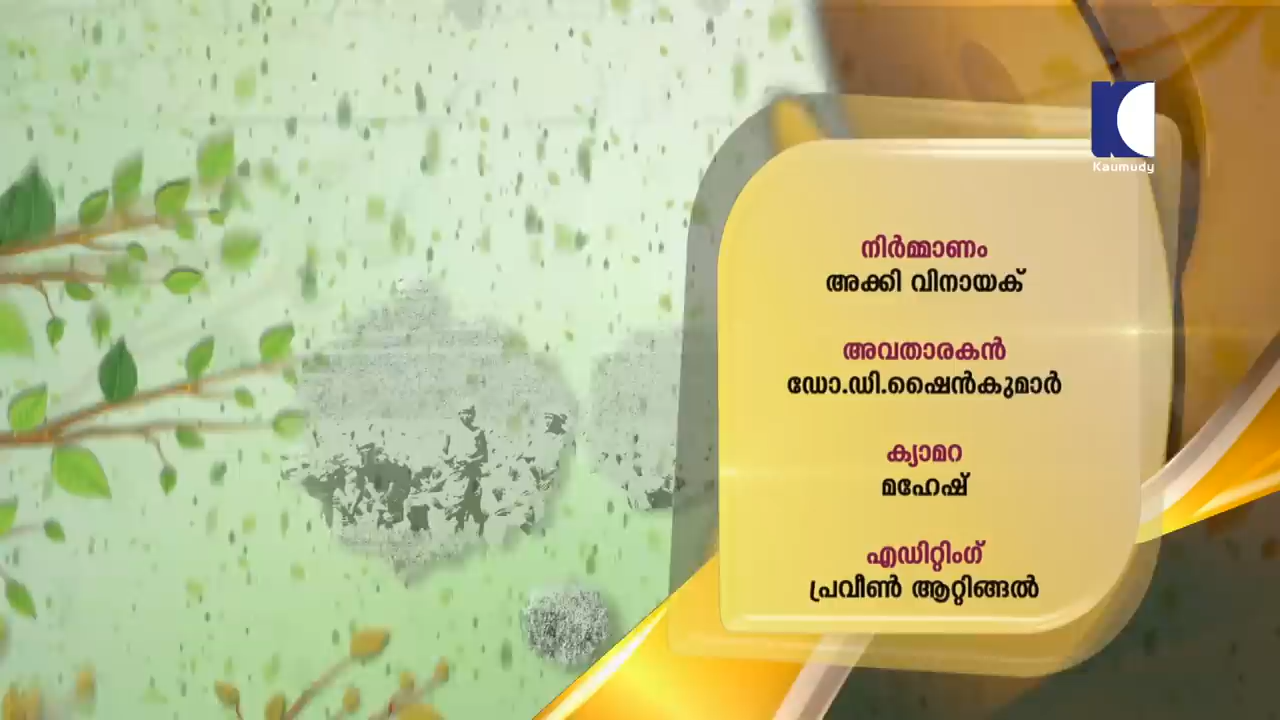 Kaumudy
നിർമ്മാണം
അക്കി വിനായക്
അവതാരകൻ
ഡോ.ഡി.ഷൈൻകുമാർ
ക്യാമറ
മഹേഷ്
എഡിറ്റിംഗ്
പ്രവീൺ ആറ്റിങ്ങൽ